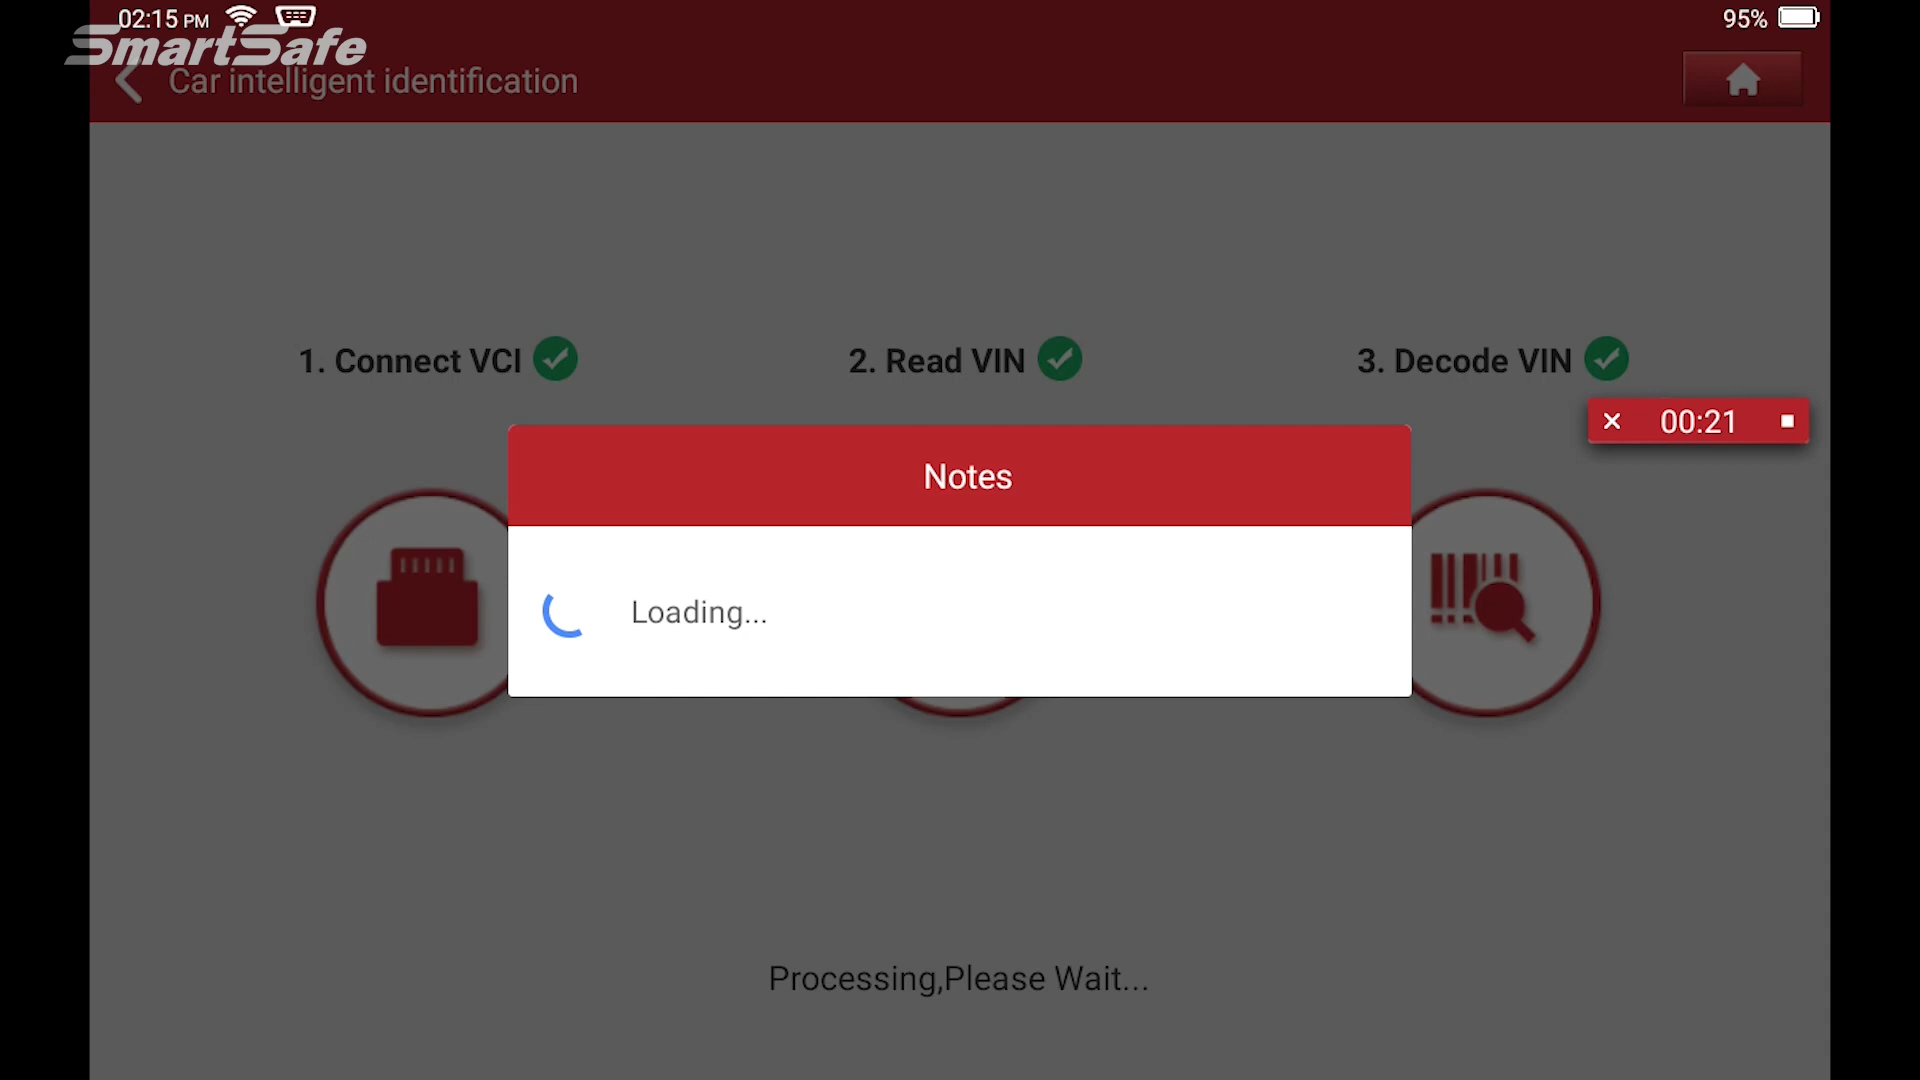 02:15 PM
95%
SmartSafe
Car intelligent identification
1. Connect VCI
2. Read VIN
3. Decode VIN
00:21
Notes
Loading...
Processing,Please Wait...